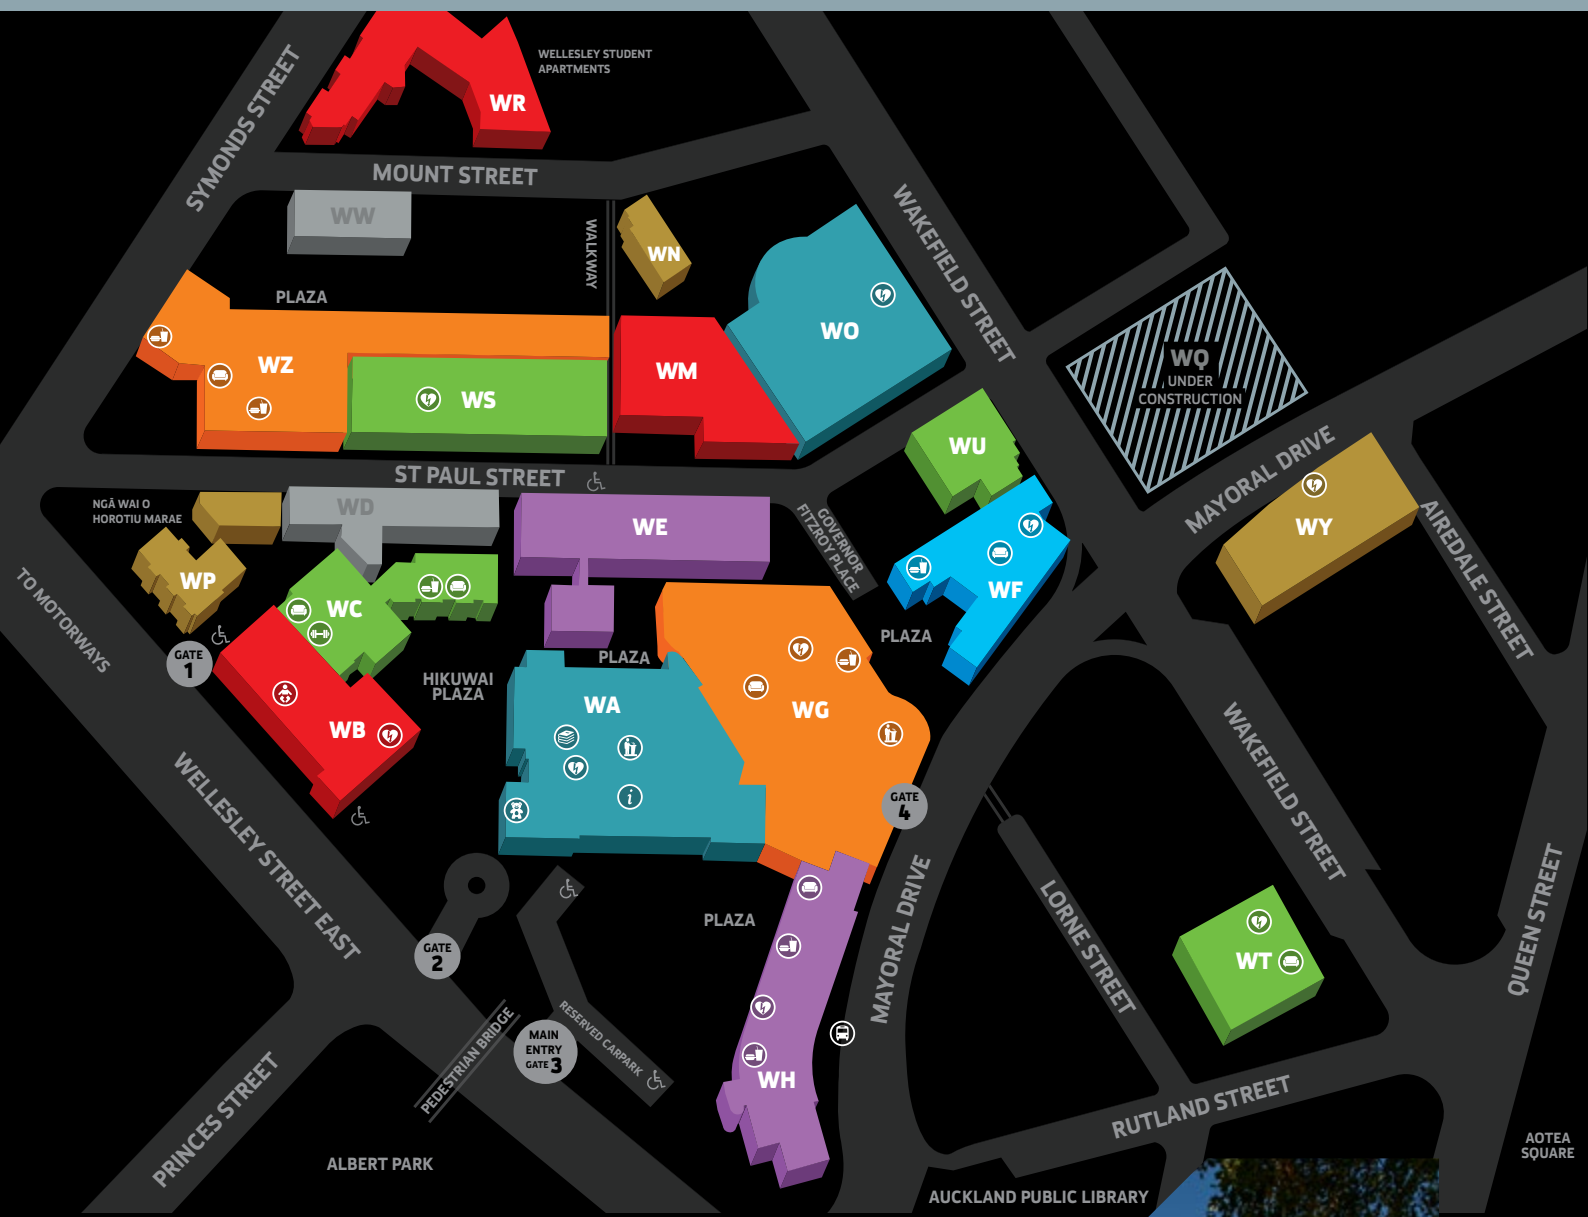 WELLESLEY STUDENT
APARTMENTS
WR
SYMONDS STREET
MOUNT STREET
WW
WALKWAY
WN
WAKEFIELD STREET
PLAZA
WZ
WS
WM
WO
WQ
UNDER
CONSTRUCTION
MAYORAL DRIVE
WU
ST PAUL STREET
NGĀ WAI O
HOROTIU MARAE
WD
WE
GOVERNOR
FITZROY PLACE
WY
AIREDALE STREET
WP
WC
WF
TO MOTORWAYS
GATE
1
PLAZA
PLAZA
HIKUWAI
PLAZA
WB
WA
WG
WAKEFIELD STREET
WELLESLEY STREET EAST
i
GATE
4
GATE
2
PLAZA
MAYORAL DRIVE
LORNE STREET
QUEEN STREET
WT
PEDESTRIAN BRIDGE
MAIN
ENTRY
GATE 3
RESERVED CARPARK
WH
PRINCES STREET
RUTLAND STREET
ALBERT PARK
AOTEA
SQUARE
AUCKLAND PUBLIC LIBRARY